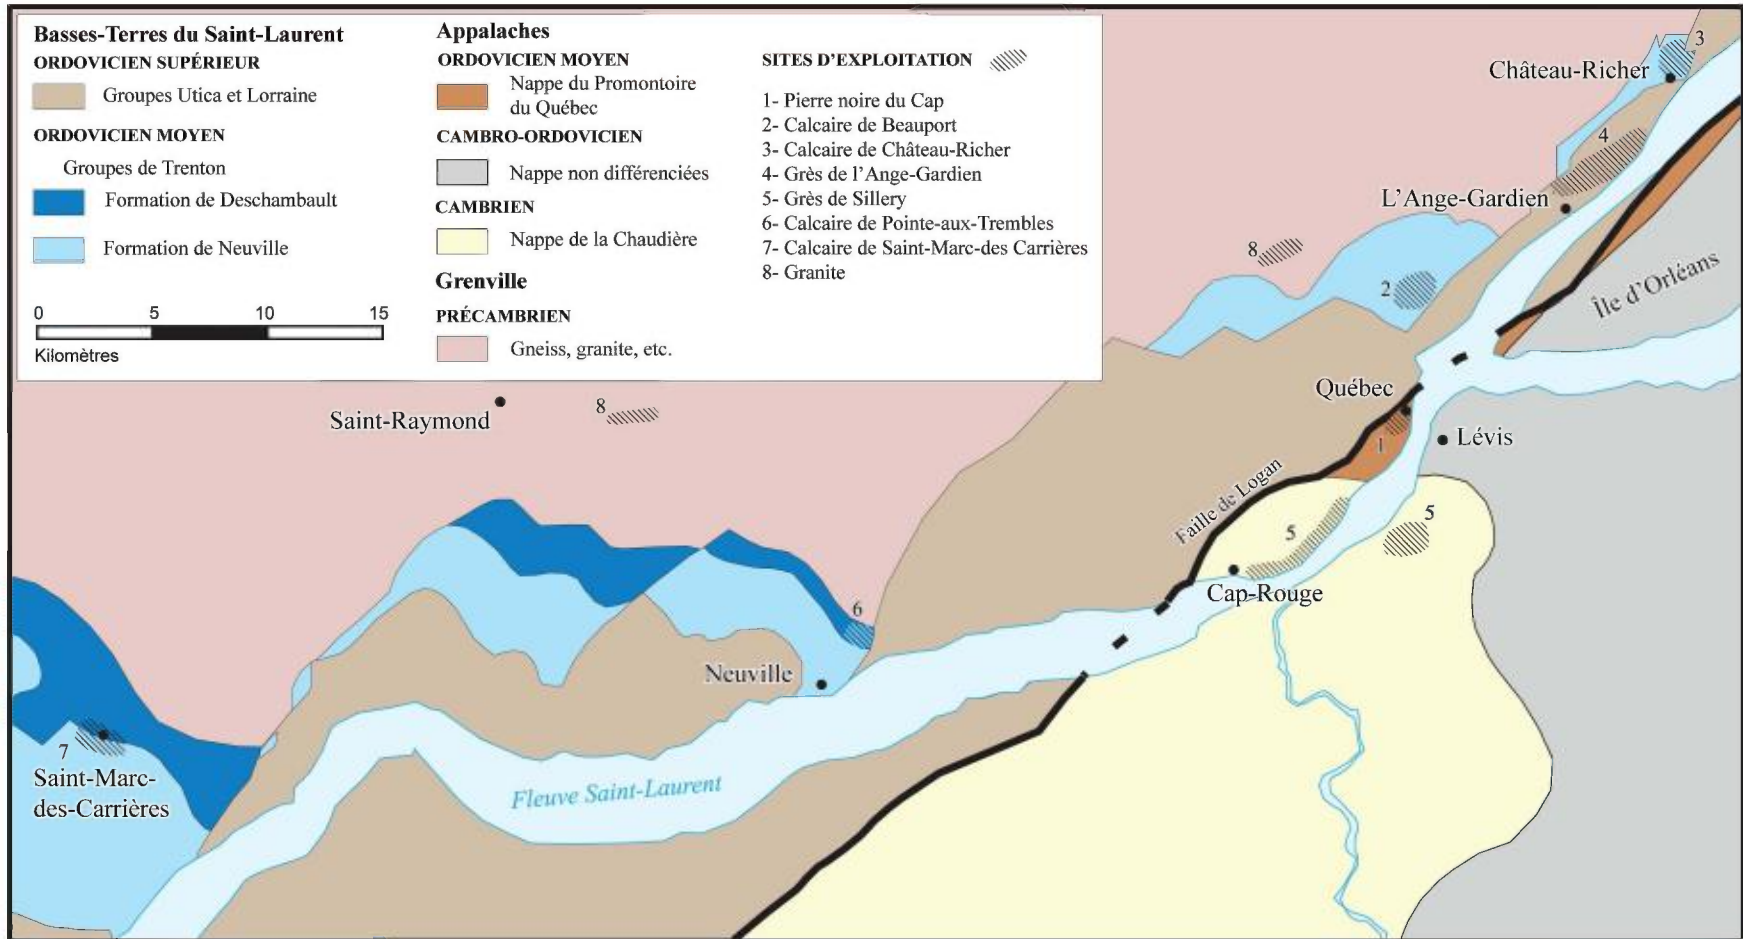 Basses-Terres du Saint-Laurent
ORDOVICIEN SUPÉRIEUR
Groupes Utica et Lorraine
ORDOVICIEN MOYEN
Groupes de Trenton
Formation de Deschambault
Formation de Neuville
0 5 10 15
Kilomètres
Appalaches
ORDOVICIEN MOYEN
Nappe du Promontoire
du Québec
CAMBRO-ORDOVICIEN
Nappe non différenciées
CAMBRIEN
Nappe de la Chaudière
Grenville
PRÉCAMBRIEN
Gneiss, granite, etc.
SITES D'EXPLOITATION
1- Pierre noire du Cap
2- Calcaire de Beauport
3- Calcaire de Château-Richer
4- Grès de l'Ange-Gardien
5- Grès de Sillery
6- Calcaire de Pointe-aux-Trembles
7- Calcaire de Saint-Marc-des Carrières
8- Granite
3
Château-Richer
4
L'Ange-Gardien
8
2
Île d'Orléans
Québec
1
Lévis
Saint-Raymond
8
Faille de Logan
5
5
Cap-Rouge
6
Neuville
7
Saint-Marc-
des-Carrières
Fleuve Saint-Laurent